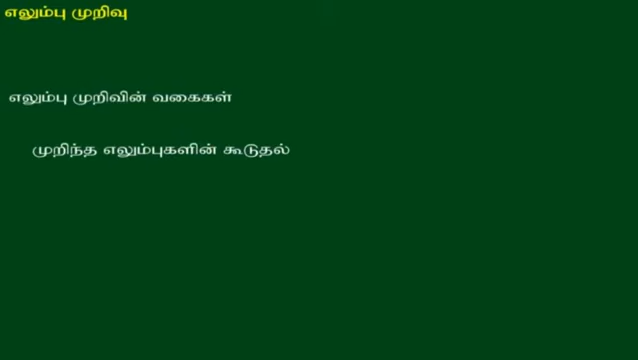 எலும்பு முறிவு
எலும்பு முறிவின் வகைகள்
முறிந்த எலும்புகளின் கூடுதல்